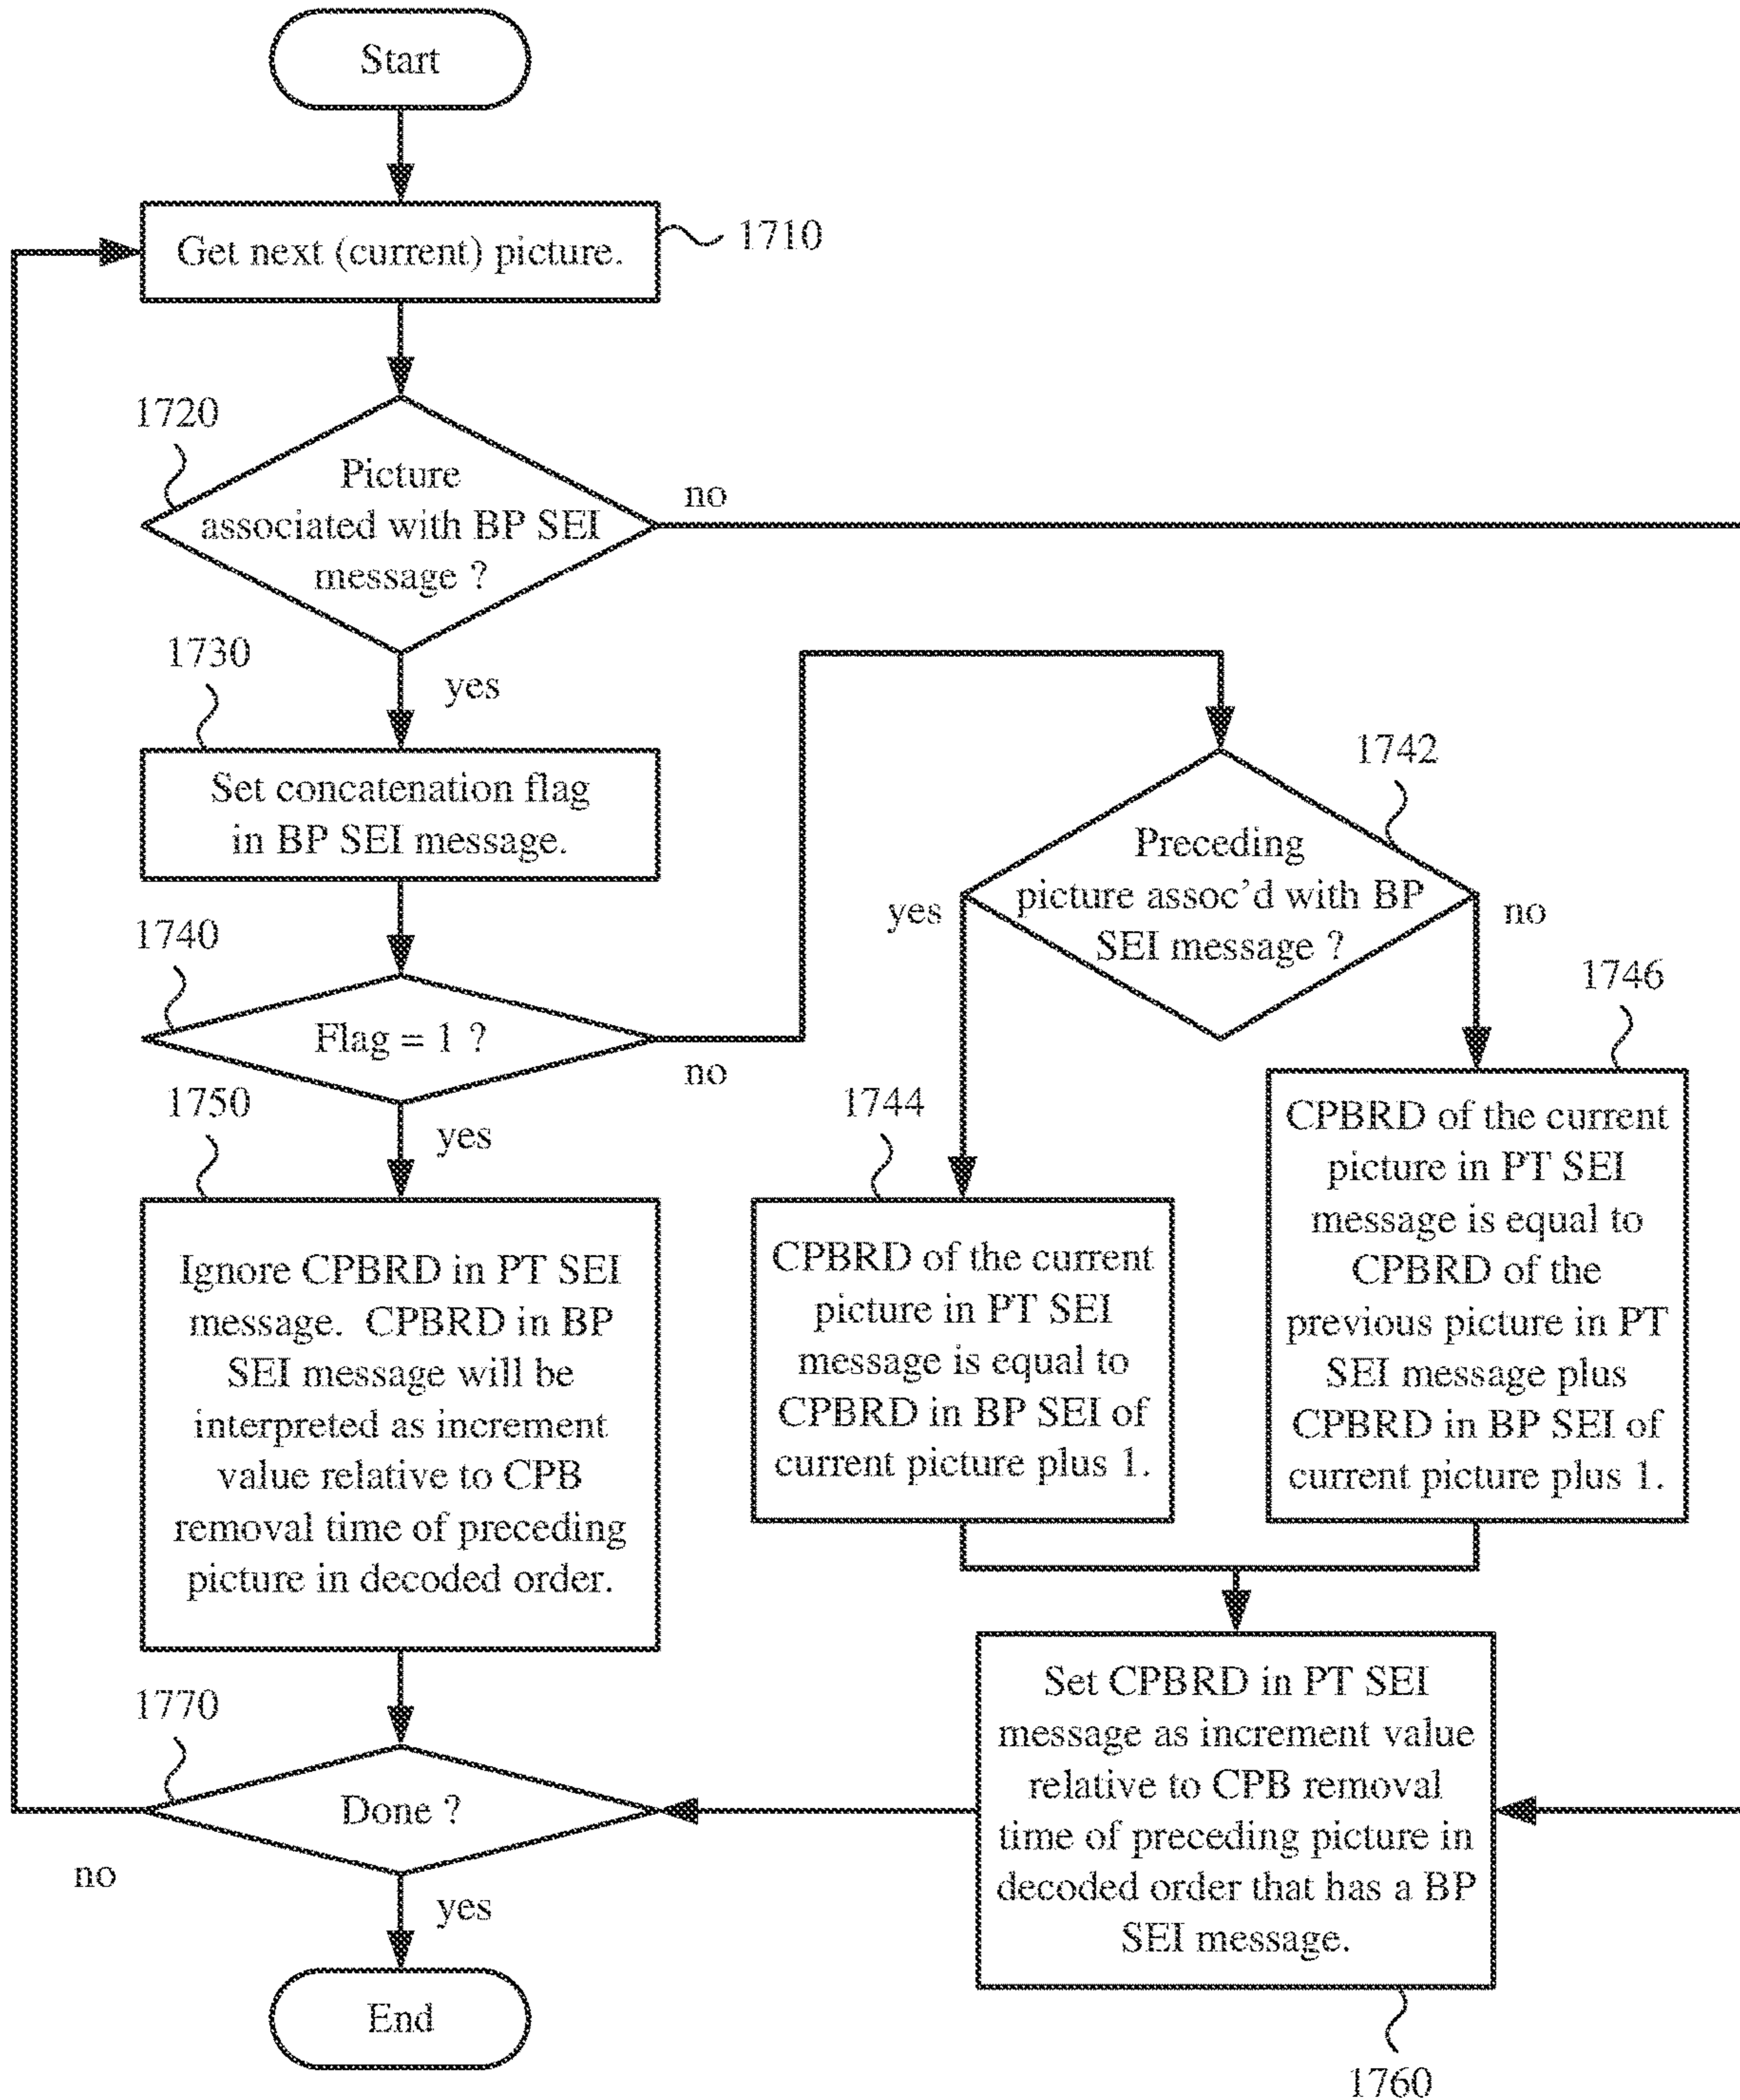 Start
Get next (current) picture.
1710
1720
Picture
associated with BP SEI
message ?
no
yes
1730
Set concatenation flag
in BP SEI message.
1740
Flag = 1 ?
no
yes
1742
Preceding
picture assoc'd with BP
SEI message ?
yes
no
1744
CPBRD of the current
picture in PT SEI
message is equal to
CPBRD in BP SEI of
current picture plus 1.
1746
CPBRD of the current
picture in PT SEI
message is equal to
CPBRD of the
previous picture in PT
SEI message plus
CPBRD in BP SEI of
current picture plus 1.
1750
Ignore CPBRD in PT SEI
message.  CPBRD in BP
SEI message will be
interpreted as increment
value relative to CPB
removal time of preceding
picture in decoded order.
Set CPBRD in PT SEI
message as increment value
relative to CPB removal
time of preceding picture in
decoded order that has a BP
SEI message.
1760
1770
Done ?
no
yes
End